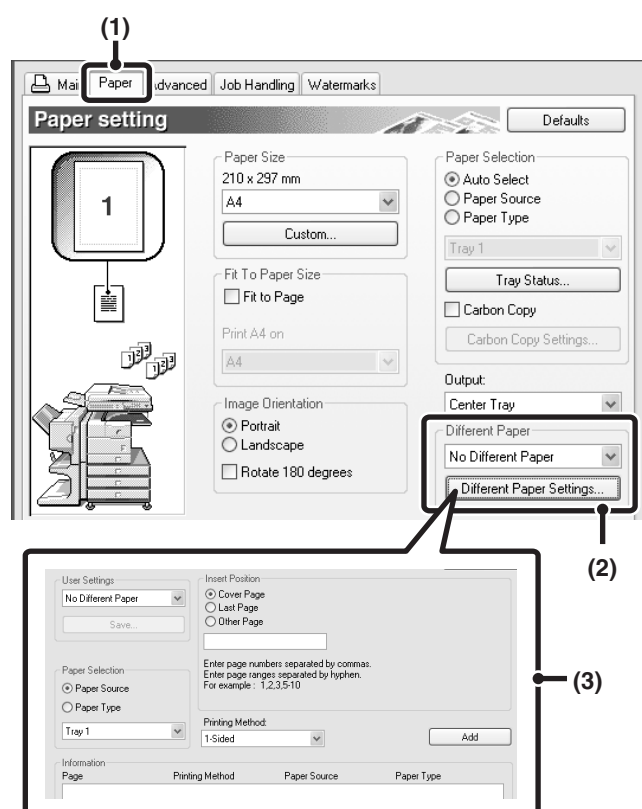 (1)
Main Paper Advanced Job Handling Watermarks
Paper setting
Defaults
1
1 2 3
1 2 3
Paper Size
210 x 297 mm
A4
Custom...
Fit To Paper Size
Fit to Page
Print A4 on
A4
Image Orientation
Portrait
Landscape
Rotate 180 degrees
Paper Selection
Auto Select
Paper Source
Paper Type
Tray 1
Tray Status...
Carbon Copy
Carbon Copy Settings...
Output:
Center Tray
Different Paper
No Different Paper
Different Paper Settings...
(2)
User Settings
No Different Paper
Save...
Paper Selection
Paper Source
Paper Type
Tray 1
Insert Position
Cover Page
Last Page
Other Page
Enter page numbers separated by commas.
Enter page ranges separated by hyphen.
For example : 1,2,3,5-10
Printing Method:
1-Sided
Add
(3)
Information
Page Printing Method Paper Source Paper Type